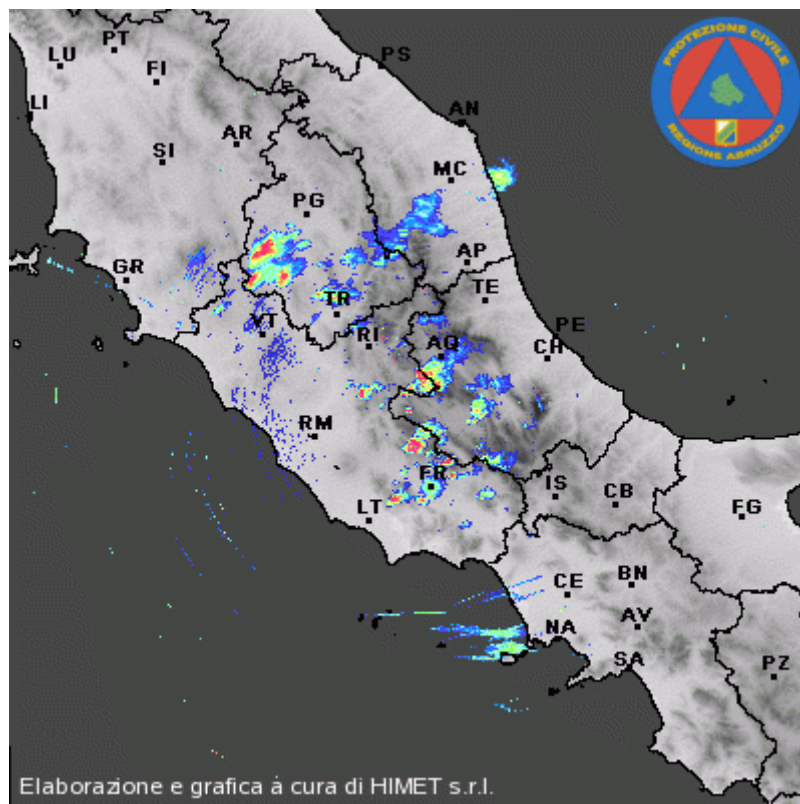 PROTEZIONE CIVILE
REGIONE ABRUZZO
PT
LU
FI
PS
LI
AR
AN
SI
MC
PG
AP
GR
TE
TR
VT
RI
AQ
PE
CH
RM
FR
LT
IS
CB
FG
CE
BN
NA
AV
SA
PZ
Elaborazione e grafica a cura di HIMET s.r.l.